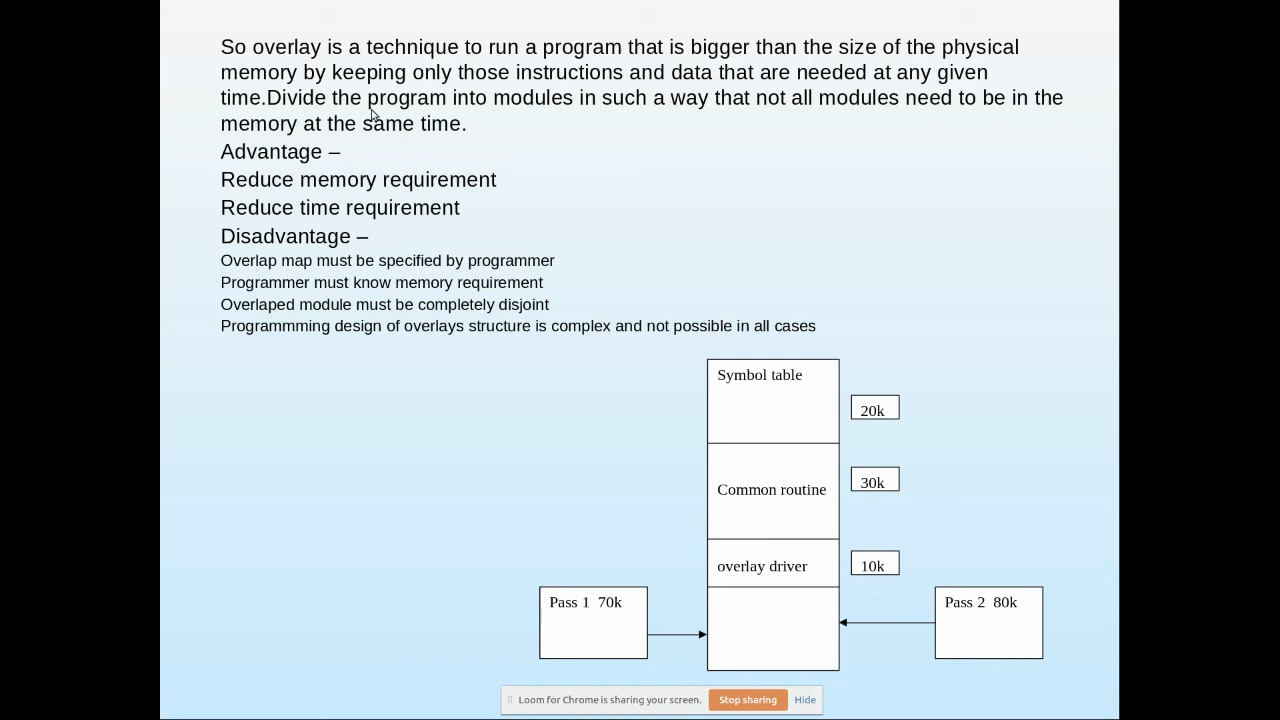 So overlay is a technique to run a program that is bigger than the size of the physical
memory by keeping only those instructions and data that are needed at any given
time.Divide the program into modules in such a way that not all modules need to be in the
memory at the same time.
Advantage –
Reduce memory requirement
Reduce time requirement
Disadvantage –
Overlap map must be specified by programmer
Programmer must know memory requirement
Overlaped module must be completely disjoint
Programmming design of overlays structure is complex and not possible in all cases
Symbol table
20k
30k
Common routine
overlay driver
10k
Pass 1 70k
Pass 2 80k
Loom for Chrome is sharing your screen. Stop sharing Hide